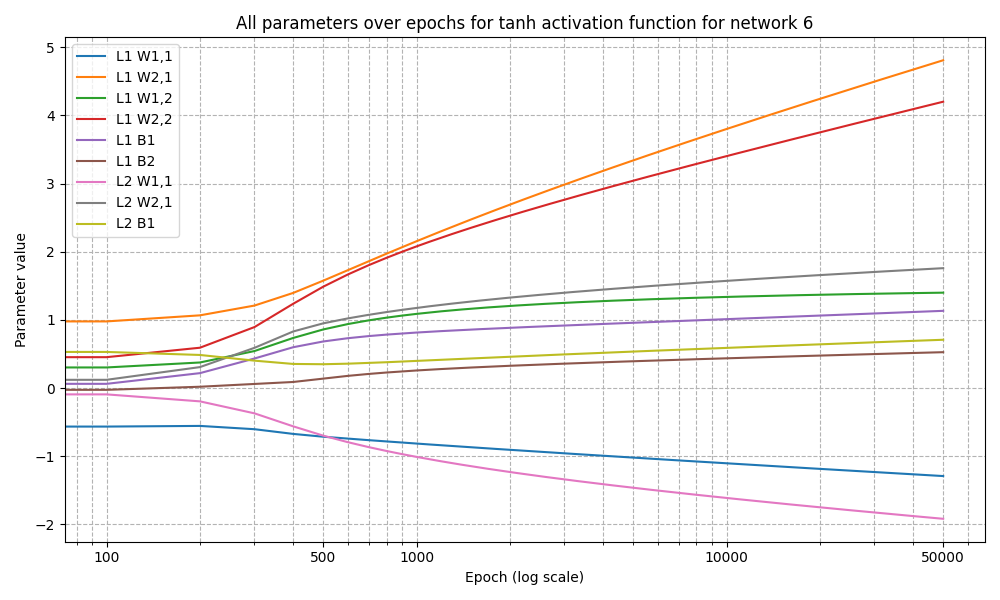 All parameters over epochs for tanh activation function for network 6
L1 W1,1
L1 W2,1
L1 W1,2
L1 W2,2
L1 B1
L1 B2
L2 W1,1
L2 W2,1
L2 B1
Parameter value
5
4
3
2
1
0
−1
−2
100
500
1000
10000
50000
Epoch (log scale)